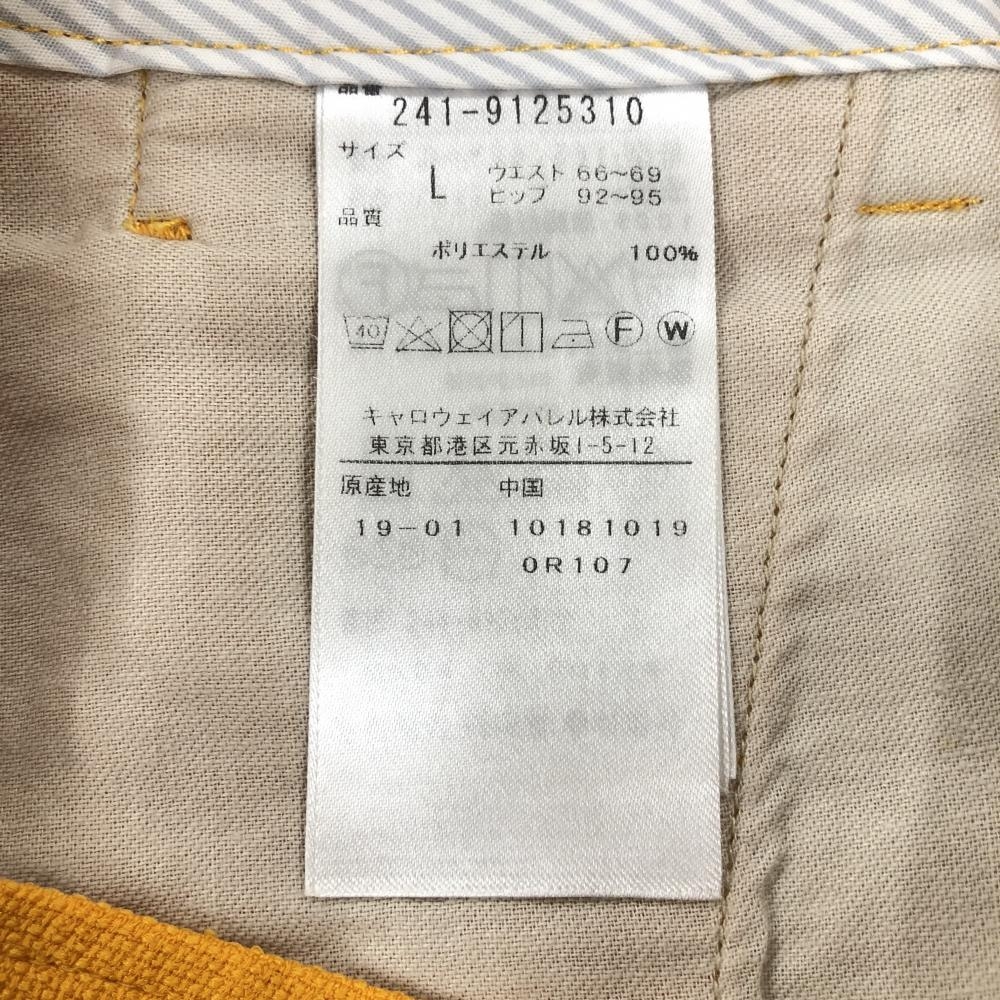 品番
241-9125310
サイズ
L ウエスト 66~69
ヒップ 92~95
品質
ポリエステル 100%
40 F W
キャロウェイアパレル株式会社
東京都港区元赤坂1-5-12
原産地 中国
19-01 10181019
0R107